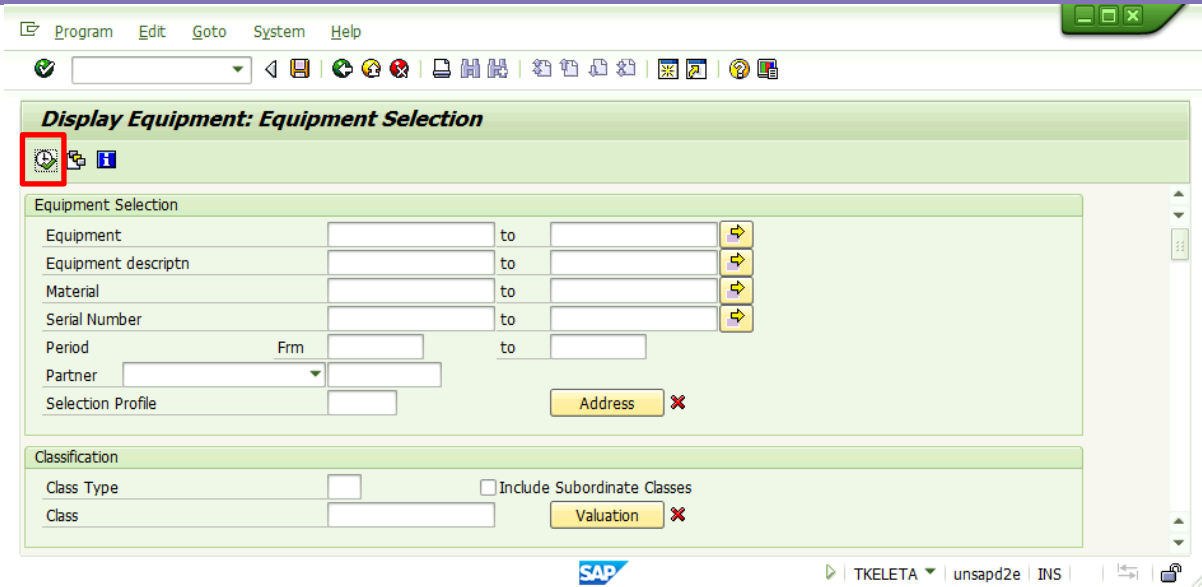 Program Edit Goto System Help
Display Equipment: Equipment Selection
Equipment Selection
Equipment to
Equipment descriptn to
Material to
Serial Number to
Period Frm to
Partner
Selection Profile Address
Classification
Class Type Include Subordinate Classes
Class Valuation
SAP TKELETA unsapd2e INS